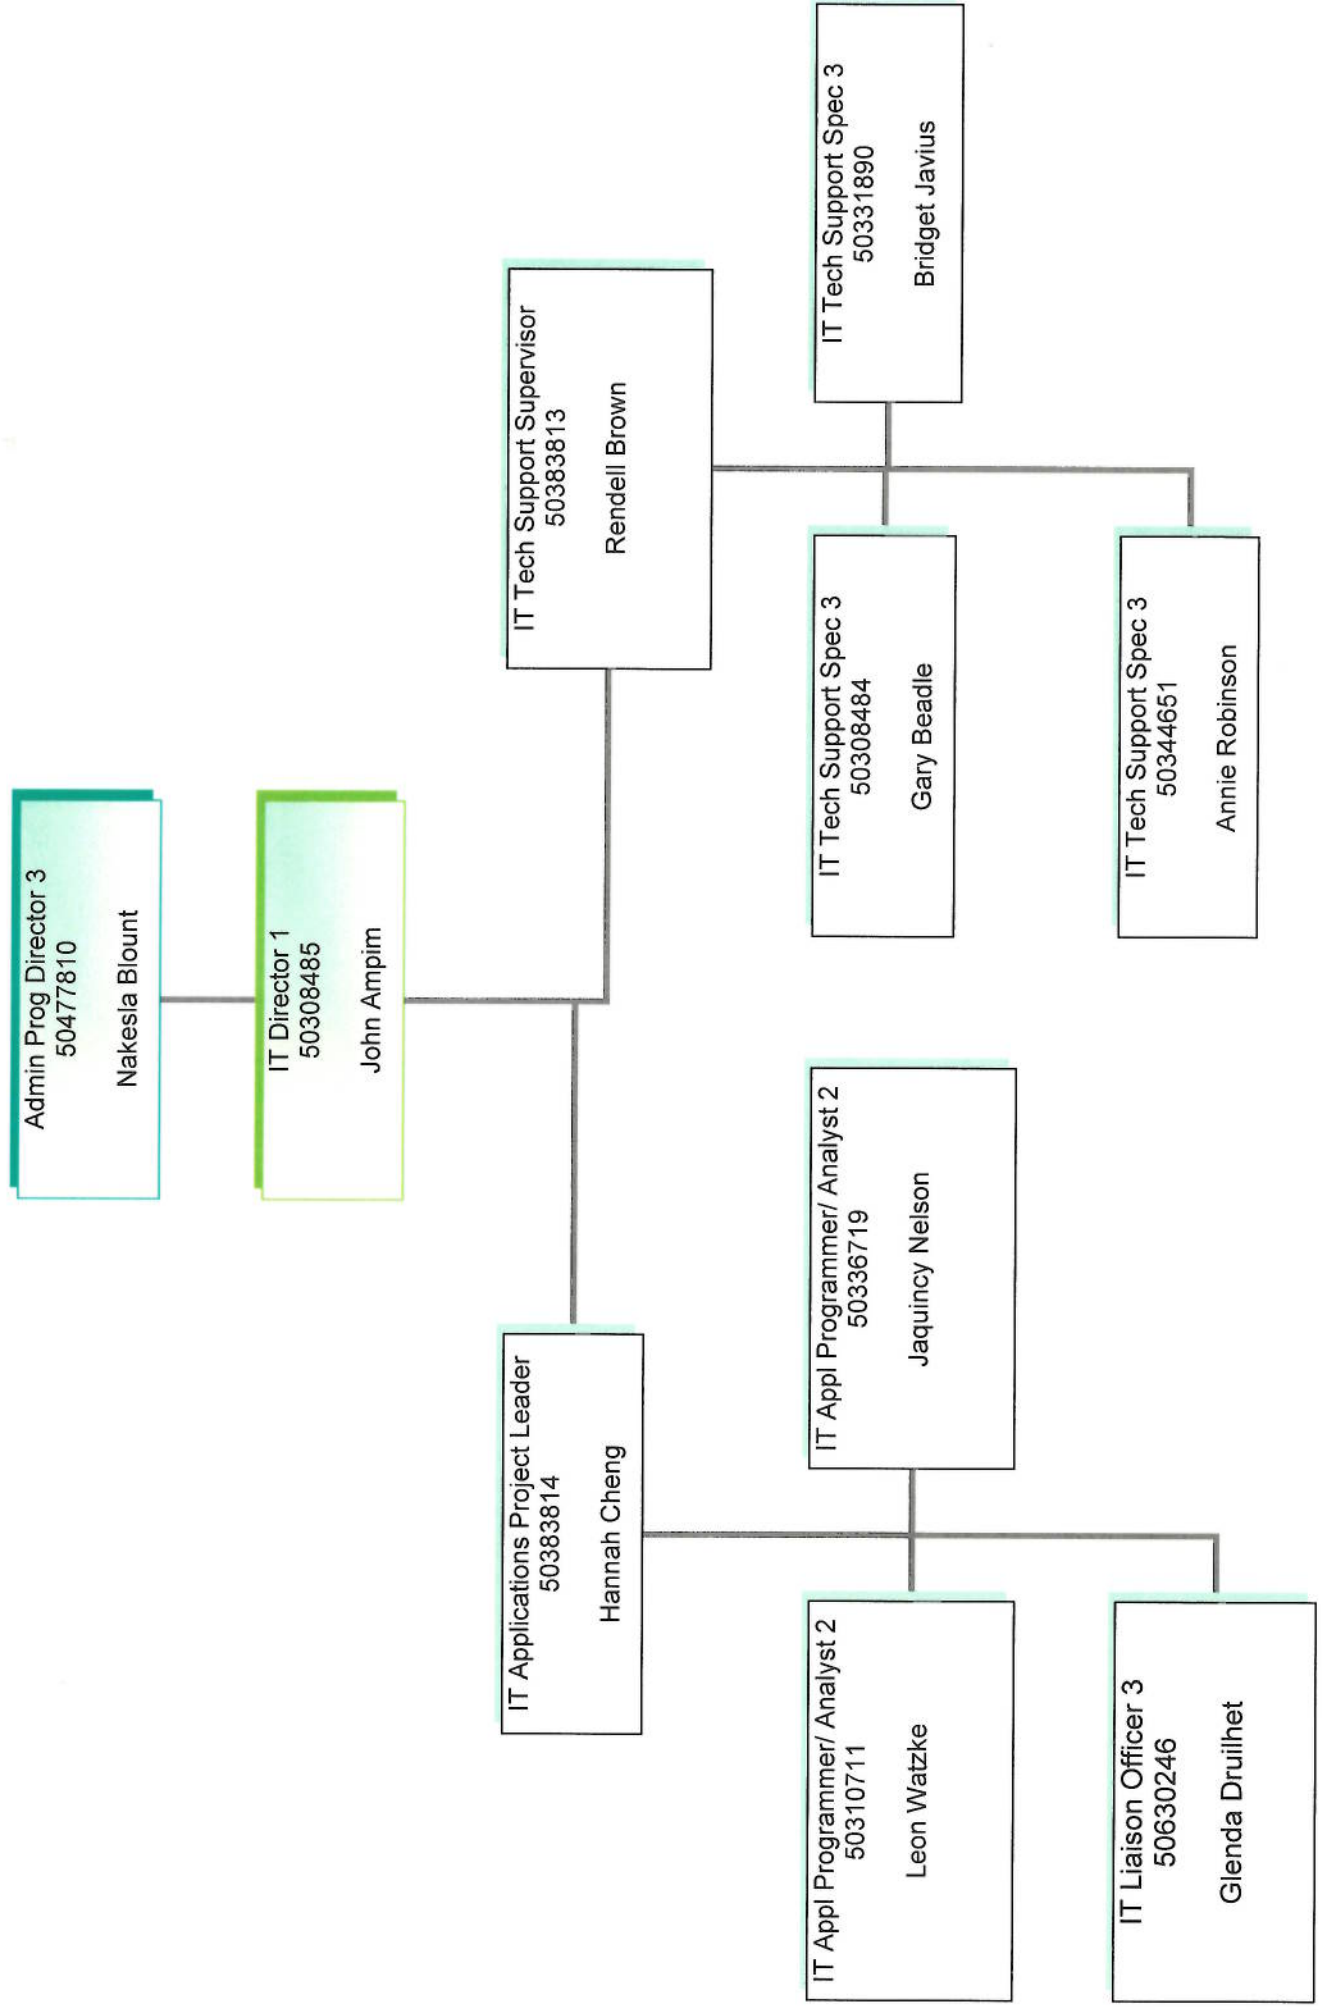 Admin Prog Director 3
50477810
Nakesla Blount
IT Director 1
50308485
John Ampim
IT Applications Project Leader
50383814
Hannah Cheng
IT Tech Support Supervisor
50383813
Rendell Brown
IT Appl Programmer/ Analyst 2
50310711
Leon Watzke
IT Appl Programmer/ Analyst 2
50336719
Jaquincy Nelson
IT Tech Support Spec 3
50308484
Gary Beadle
IT Tech Support Spec 3
50331890
Bridget Javius
IT Liaison Officer 3
50630246
Glenda Druilhet
IT Tech Support Spec 3
50344651
Annie Robinson